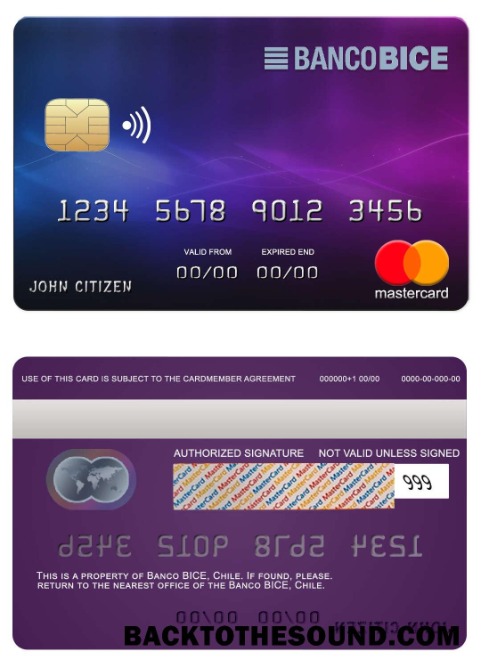 BANCOBICE
1234 5678 9012 3456
VALID FROM EXPIRED END
00/00 00/00
JOHN CITIZEN
mastercard
USE OF THIS CARD IS SUBJECT TO THE CARDMEMBER AGREEMENT 000000+1 00/00 0000-00-000-00
AUTHORIZED SIGNATURE NOT VALID UNLESS SIGNED
MasterCard MasterCard MasterCard
999
THIS IS A PROPERTY OF BANCO BICE, CHILE. IF FOUND, PLEASE.
RETURN TO THE NEAREST OFFICE OF THE BANCO BICE, CHILE.
BACKTOTHESOUND.COM